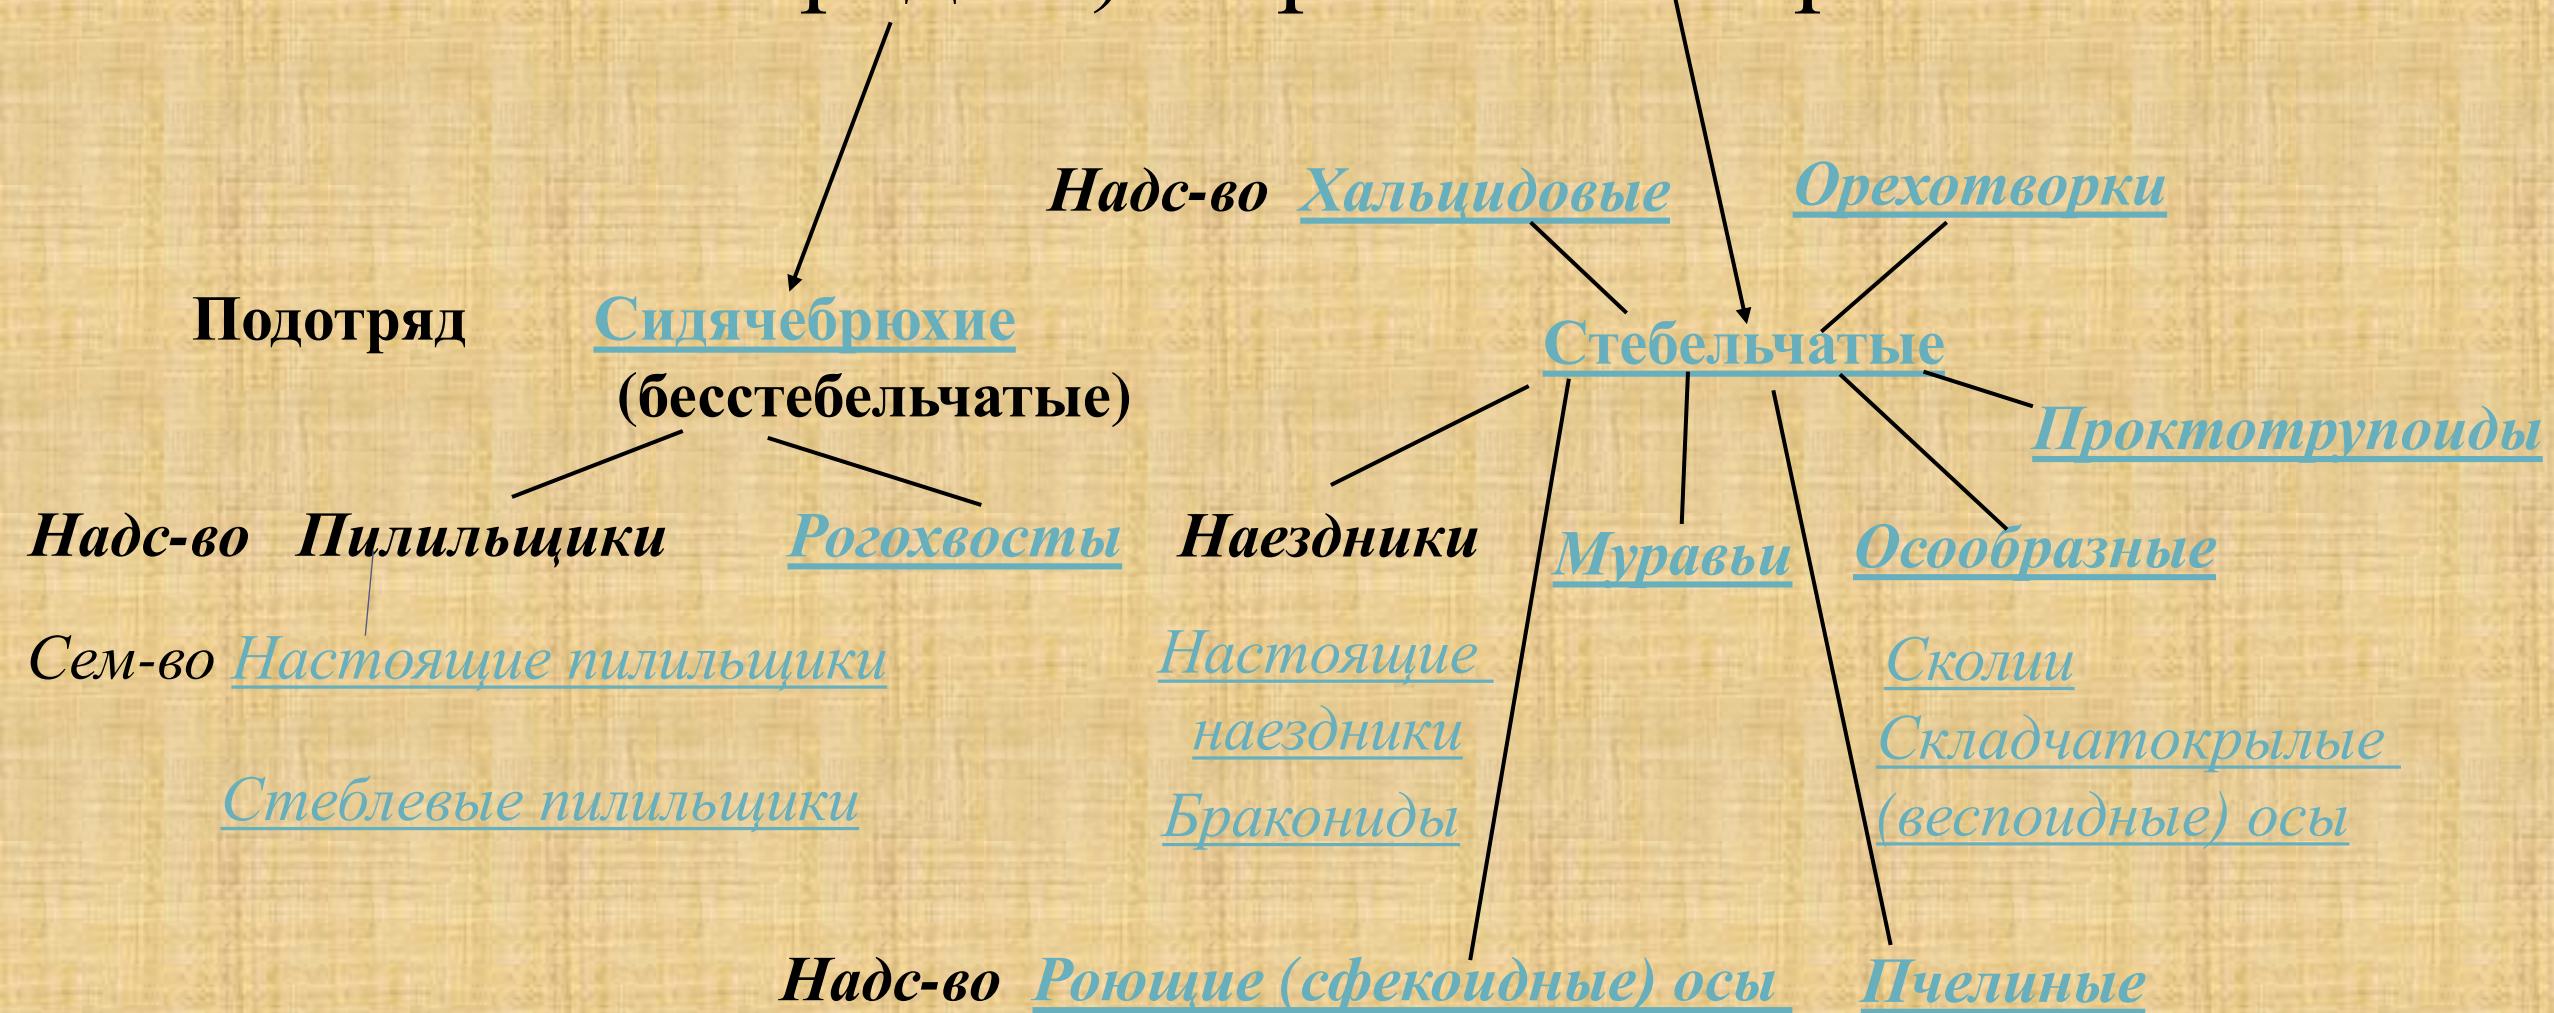 Надс-во Хальцидовые Орехотворки
Подотряд Сидячебрюхие Стебельчатые
(бесстебельчатые)
Проктотрупоиды
Надс-во Пилильщики Рогохвосты Наездники Муравьи Осообразные
Сем-во Настоящие пилильщики Настоящие Сколии
наездники Складчатокрылые
Стеблевые пилильщики Бракониды (веспоидные) осы
Надс-во Роющие (сфекоидные) осы Пчелиные